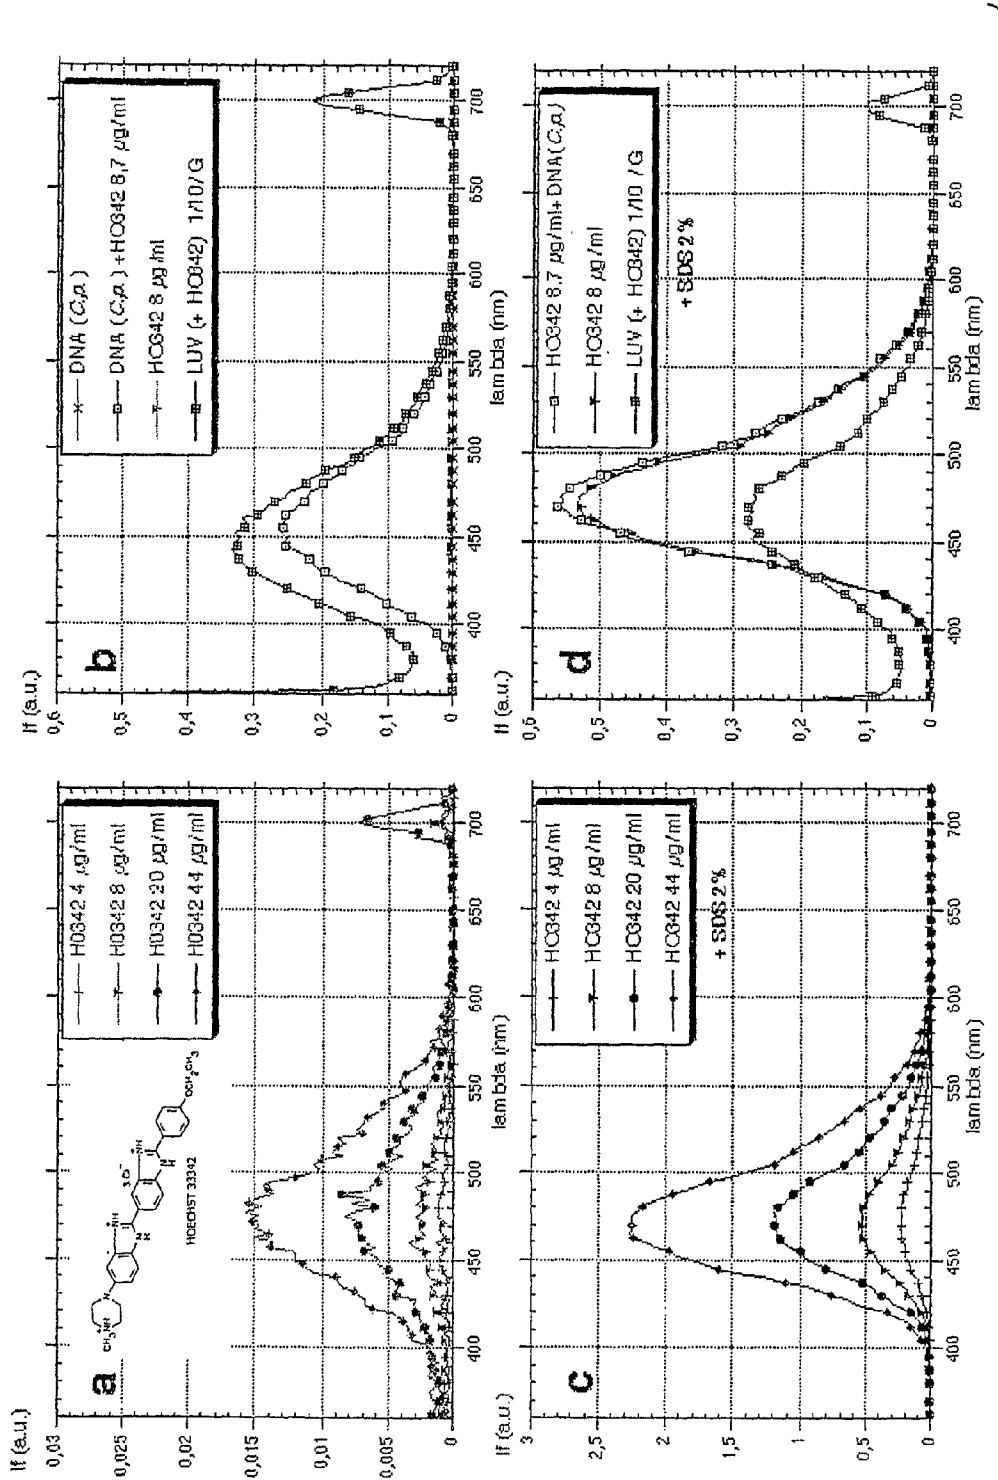 a
If (a.u.)
0,03
0,025
0,02
0,015
0,01
0,005
0
400
450
500
550
600
650
700
lambda (nm)
HOECHST 33342
OCH₂CH₃
CH₃
NH
N
H0342 4 µg/ml
H0342 8 µg/ml
H0342 20 µg/ml
H0342 44 µg/ml
b
If (a.u.)
0,6
0,5
0,4
0,3
0,2
0,1
0
400
450
500
550
600
650
700
lambda (nm)
DNA (C,p,)
DNA (C,p,) +HO342 8,7 µg/ml
HO342 8 µg/ml
LUV (+ HO342) 1/10 / G
c
If (a.u.)
3
2,5
2
1,5
1
0,5
0
400
450
500
550
600
650
700
lambda (nm)
HO342 4 µg/ml
HO342 8 µg/ml
HO342 20 µg/ml
HO342 44 µg/ml
+ SDS 2%
d
If (a.u.)
0,6
0,5
0,4
0,3
0,2
0,1
0
400
450
500
550
600
650
700
lambda (nm)
HO342 8,7 µg/ml+ DNA (C,p,)
HO342 8 µg/ml
LUV (+ HO342) 1/10 / G
+ SDS 2%